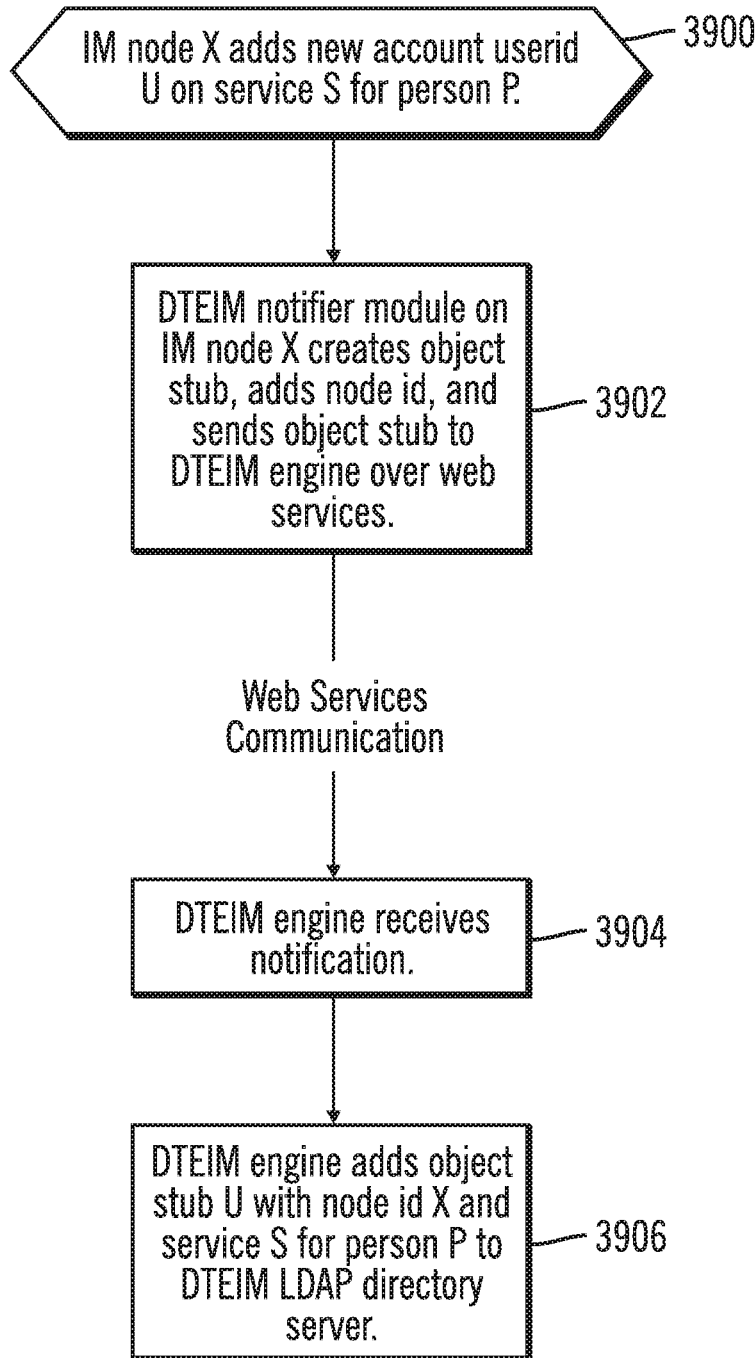 IM node X adds new account userid
U on service S for person P.
3900
DTEIM notifier module on
IM node X creates object
stub, adds node id, and
sends object stub to
DTEIM engine over web
services.
3902
Web Services
Communication
DTEIM engine receives
notification.
3904
DTEIM engine adds object
stub U with node id X and
service S for person P to
DTEIM LDAP directory
server.
3906